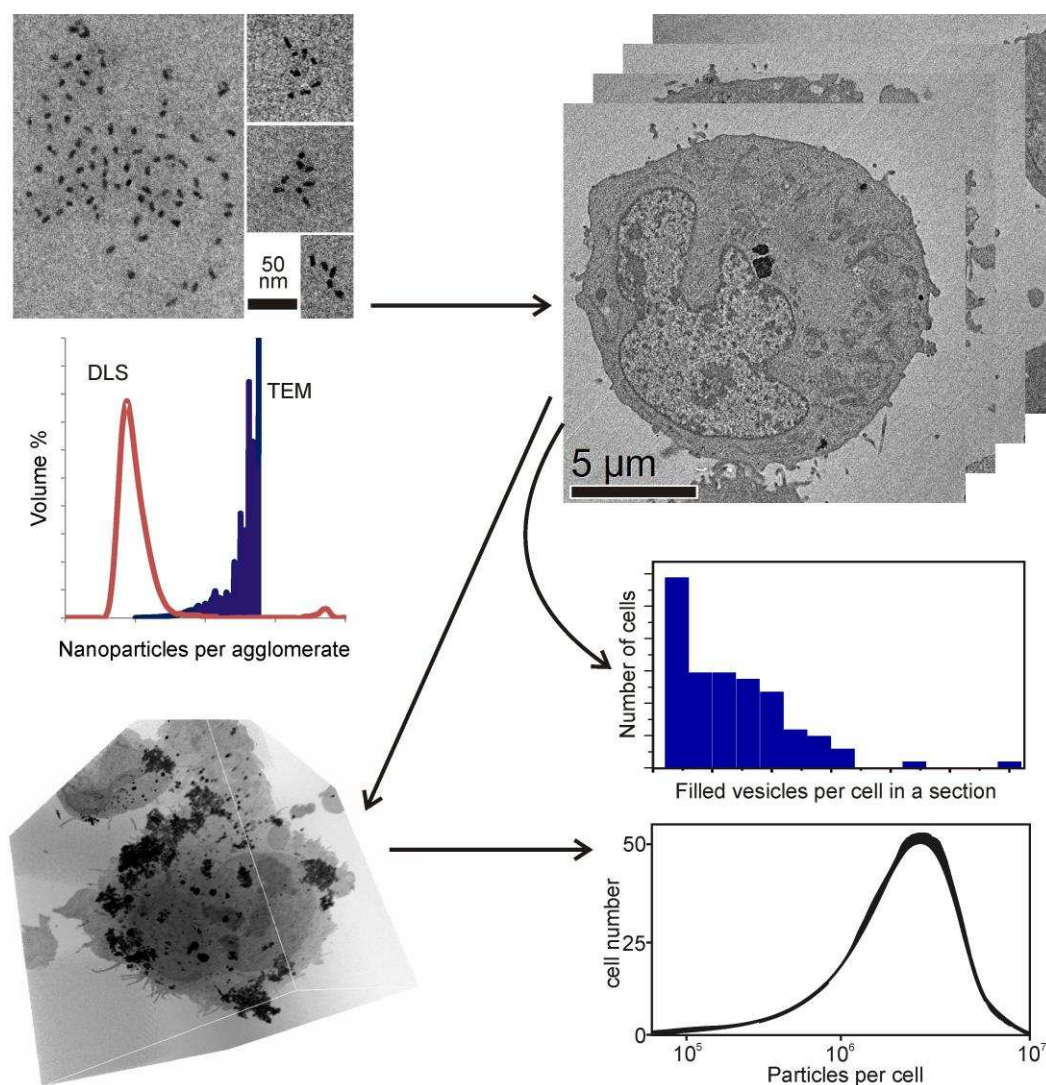 50
nm
DLS
TEM
Volume %
Nanoparticles per agglomerate
5 µm
Number of cells
Filled vesicles per cell in a section
50
25
0
cell number
10⁵
10⁶
10⁷
Particles per cell